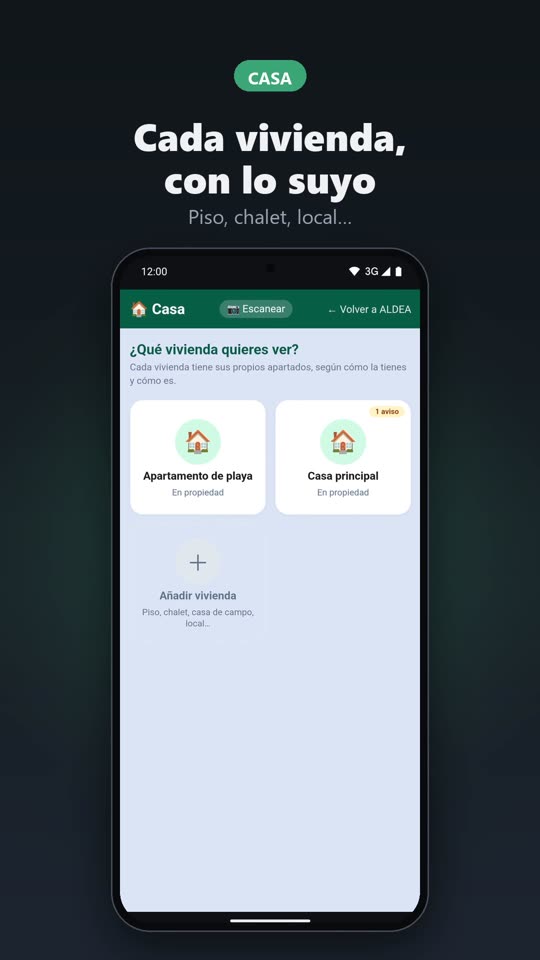 CASA
Cada vivienda,
con lo suyo
Piso, chalet, local...
12:00
3G
Casa
Escanear
← Volver a ALDEA
¿Qué vivienda quieres ver?
Cada vivienda tiene sus propios apartados, según cómo la tienes
y cómo es.
1 aviso
Apartamento de playa
Casa principal
En propiedad
En propiedad
Añadir vivienda
Piso, chalet, casa de campo,
local...